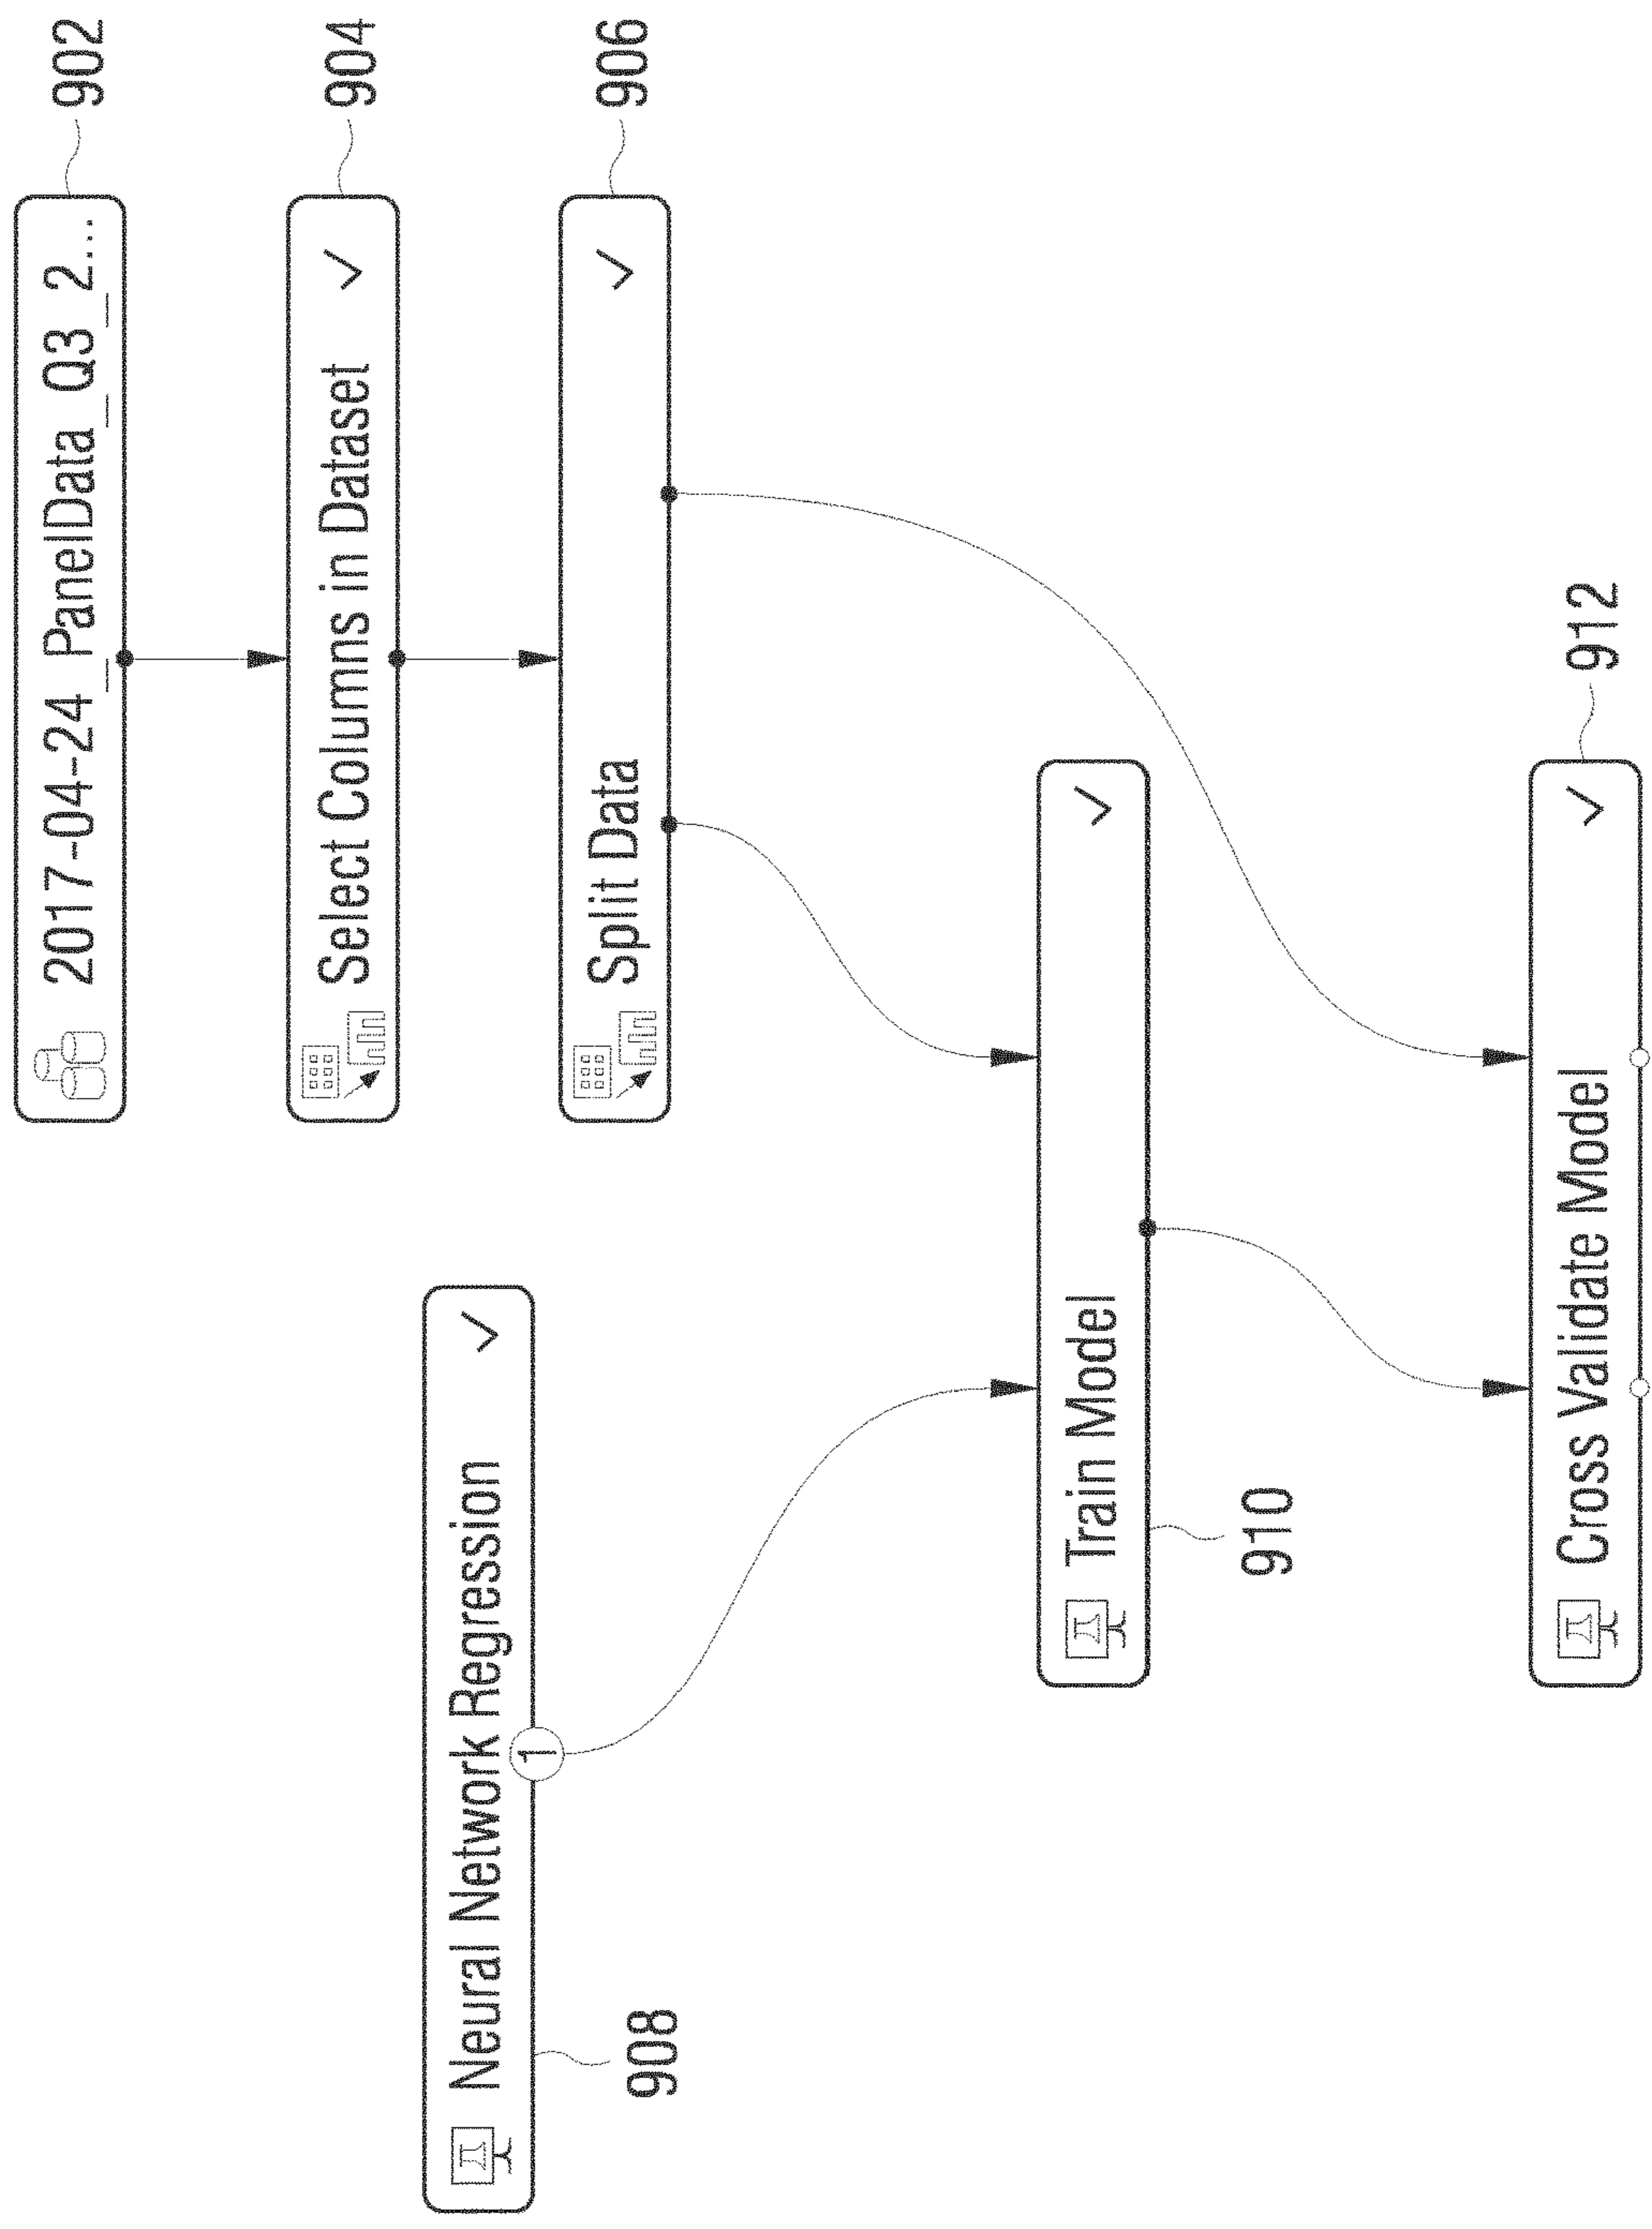 2017-04-24_PanelData_Q3_2...
902
Select Columns in Dataset
904
Split Data
906
Neural Network Regression
1
908
Train Model
910
Cross Validate Model
912